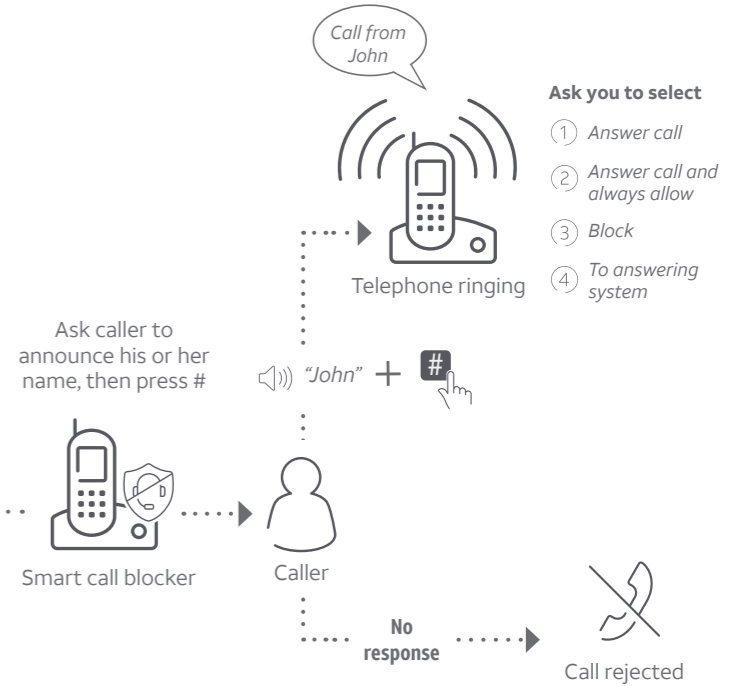 Call from
John
Ask you to select
1 Answer call
2 Answer call and
always allow
3 Block
4 To answering
system
Telephone ringing
Ask caller to
announce his or her
name, then press #
“John” + #
Smart call blocker
Caller
No
response
Call rejected